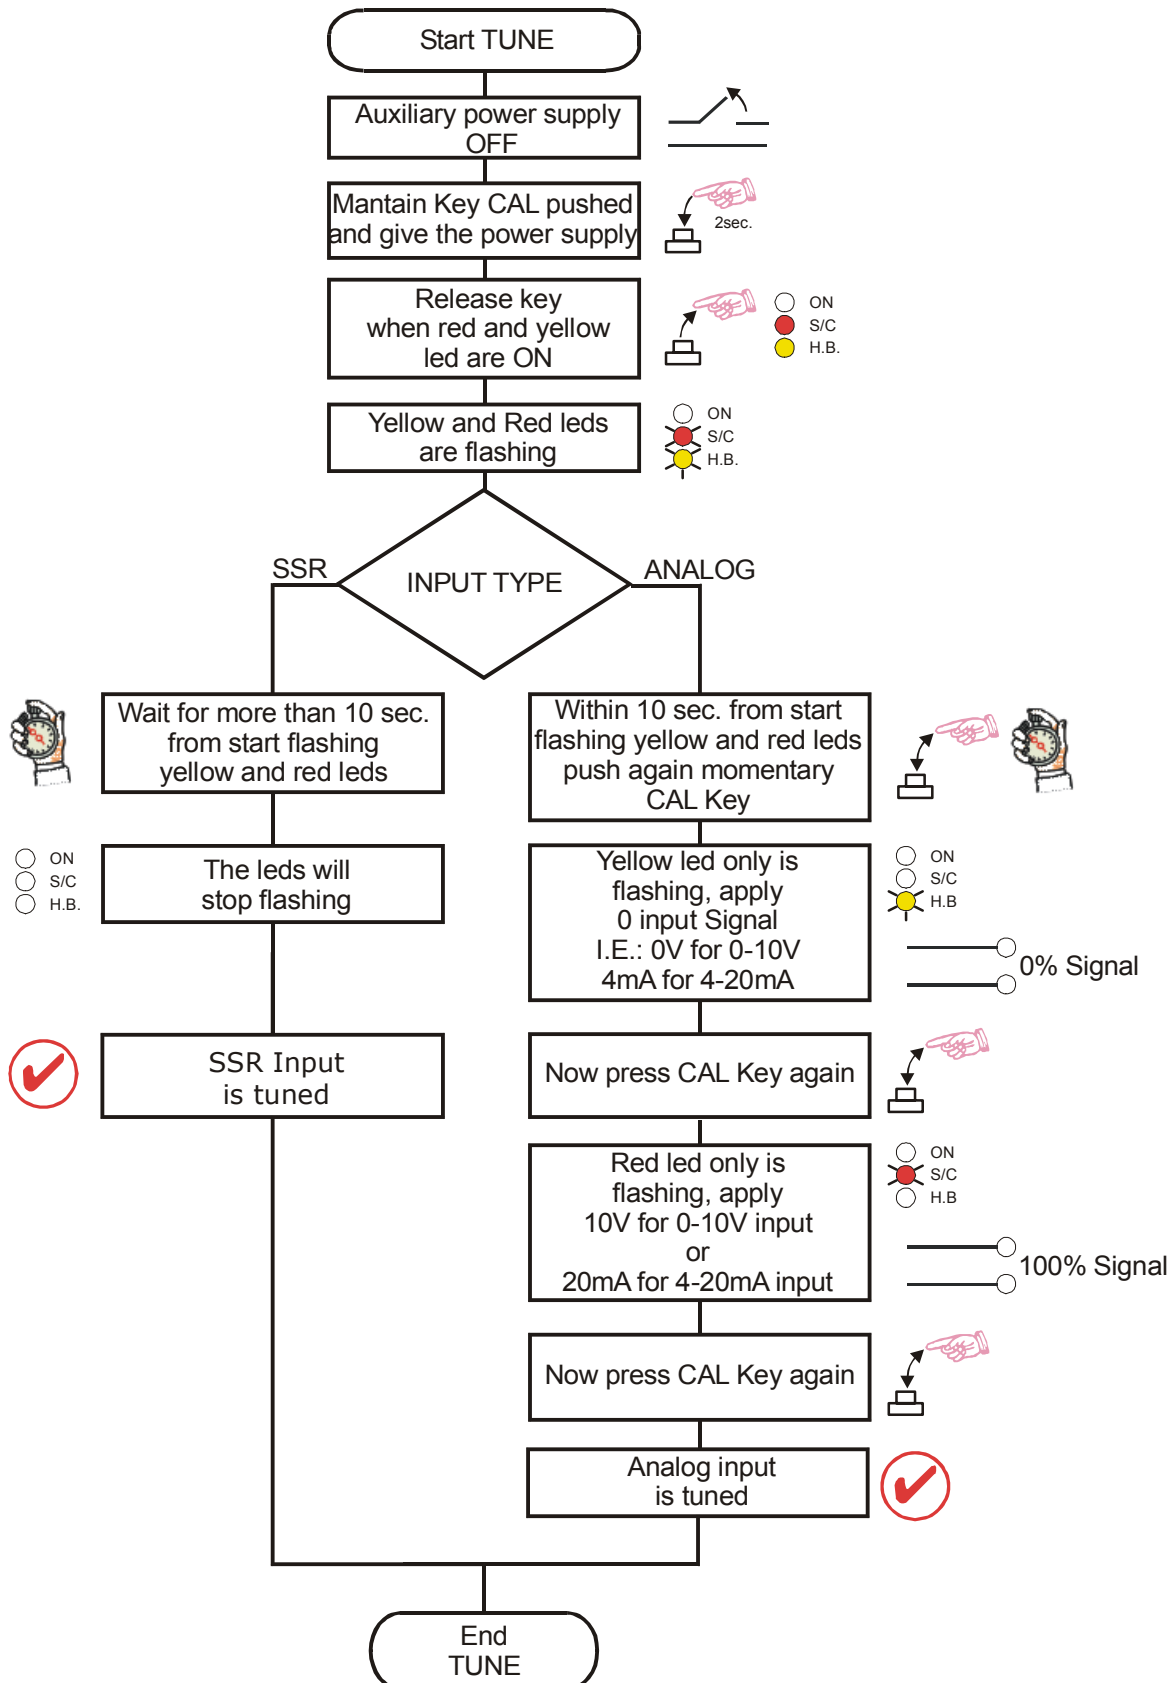 Start TUNE
Auxiliary power supply
OFF
Mantain Key CAL pushed
and give the power supply
2sec.
Release key
when red and yellow
led are ON
ON
S/C
H.B.
Yellow and Red leds
are flashing
ON
S/C
H.B.
SSR
INPUT TYPE
ANALOG
Wait for more than 10 sec.
from start flashing
yellow and red leds
ON
S/C
H.B.
The leds will
stop flashing
SSR Input
is tuned
Within 10 sec. from start
flashing yellow and red leds
push again momentary
CAL Key
Yellow led only is
flashing, apply
0 input Signal
I.E.: 0V for 0-10V
4mA for 4-20mA
ON
S/C
H.B
0% Signal
Now press CAL Key again
Red led only is
flashing, apply
10V for 0-10V input
or
20mA for 4-20mA input
ON
S/C
H.B
100% Signal
Now press CAL Key again
Analog input
is tuned
End
TUNE